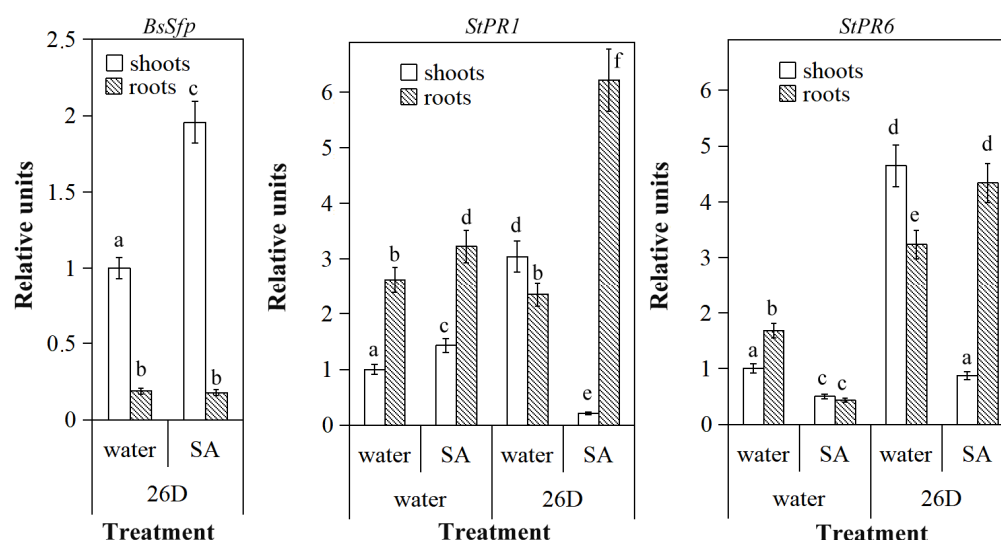 BsSfp
2.5
2
1.5
1
0.5
0
Relative units
shoots
roots
a
b
c
b
water SA
26D
Treatment
StPR1
6
5
4
3
2
1
0
Relative units
shoots
roots
a
b
c
d
d
b
e
f
water SA water SA
water 26D
Treatment
StPR6
6
5
4
3
2
1
0
Relative units
shoots
roots
a
b
c
c
d
e
a
d
water SA water SA
water 26D
Treatment